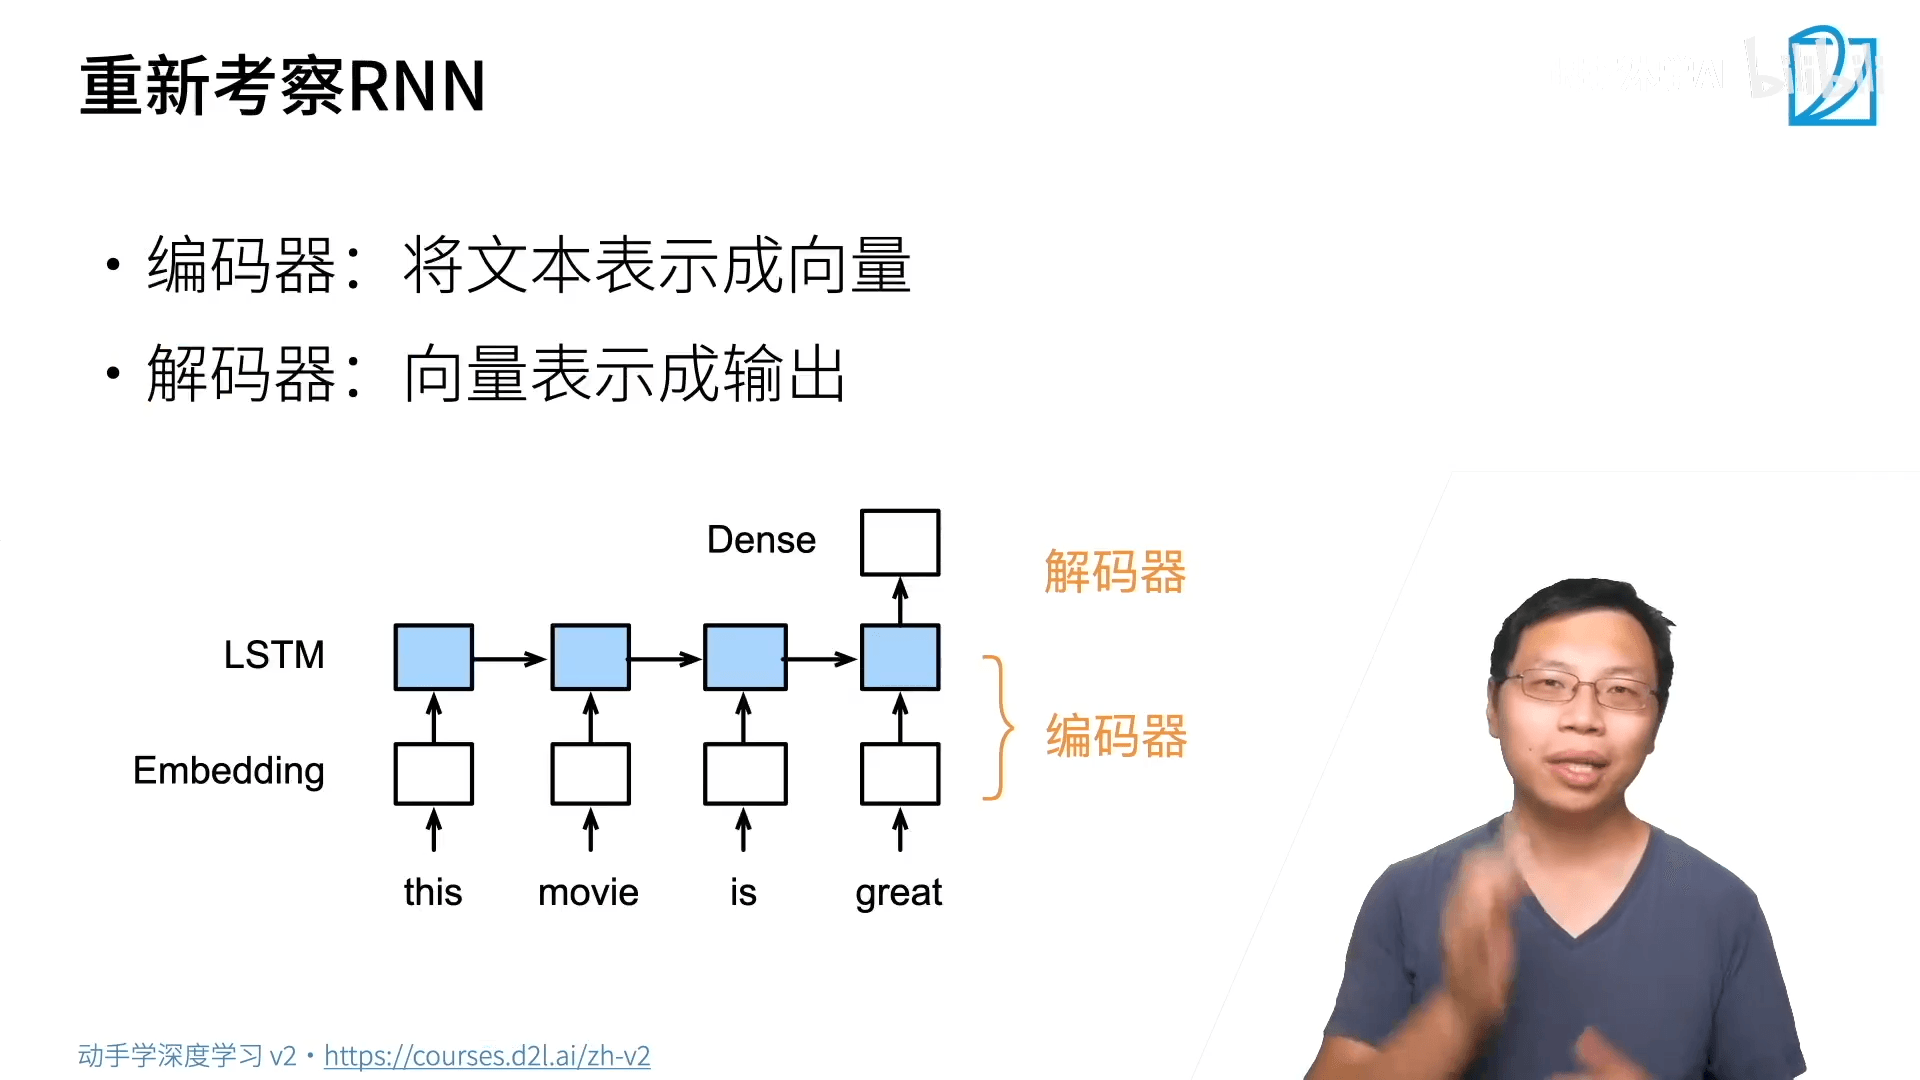 重新考察RNN
bilibili
• 编码器：将文本表示成向量
• 解码器：向量表示成输出
Dense
解码器
LSTM
编码器
Embedding
this movie is great
动手学深度学习 v2 • https://courses.d2l.ai/zh-v2